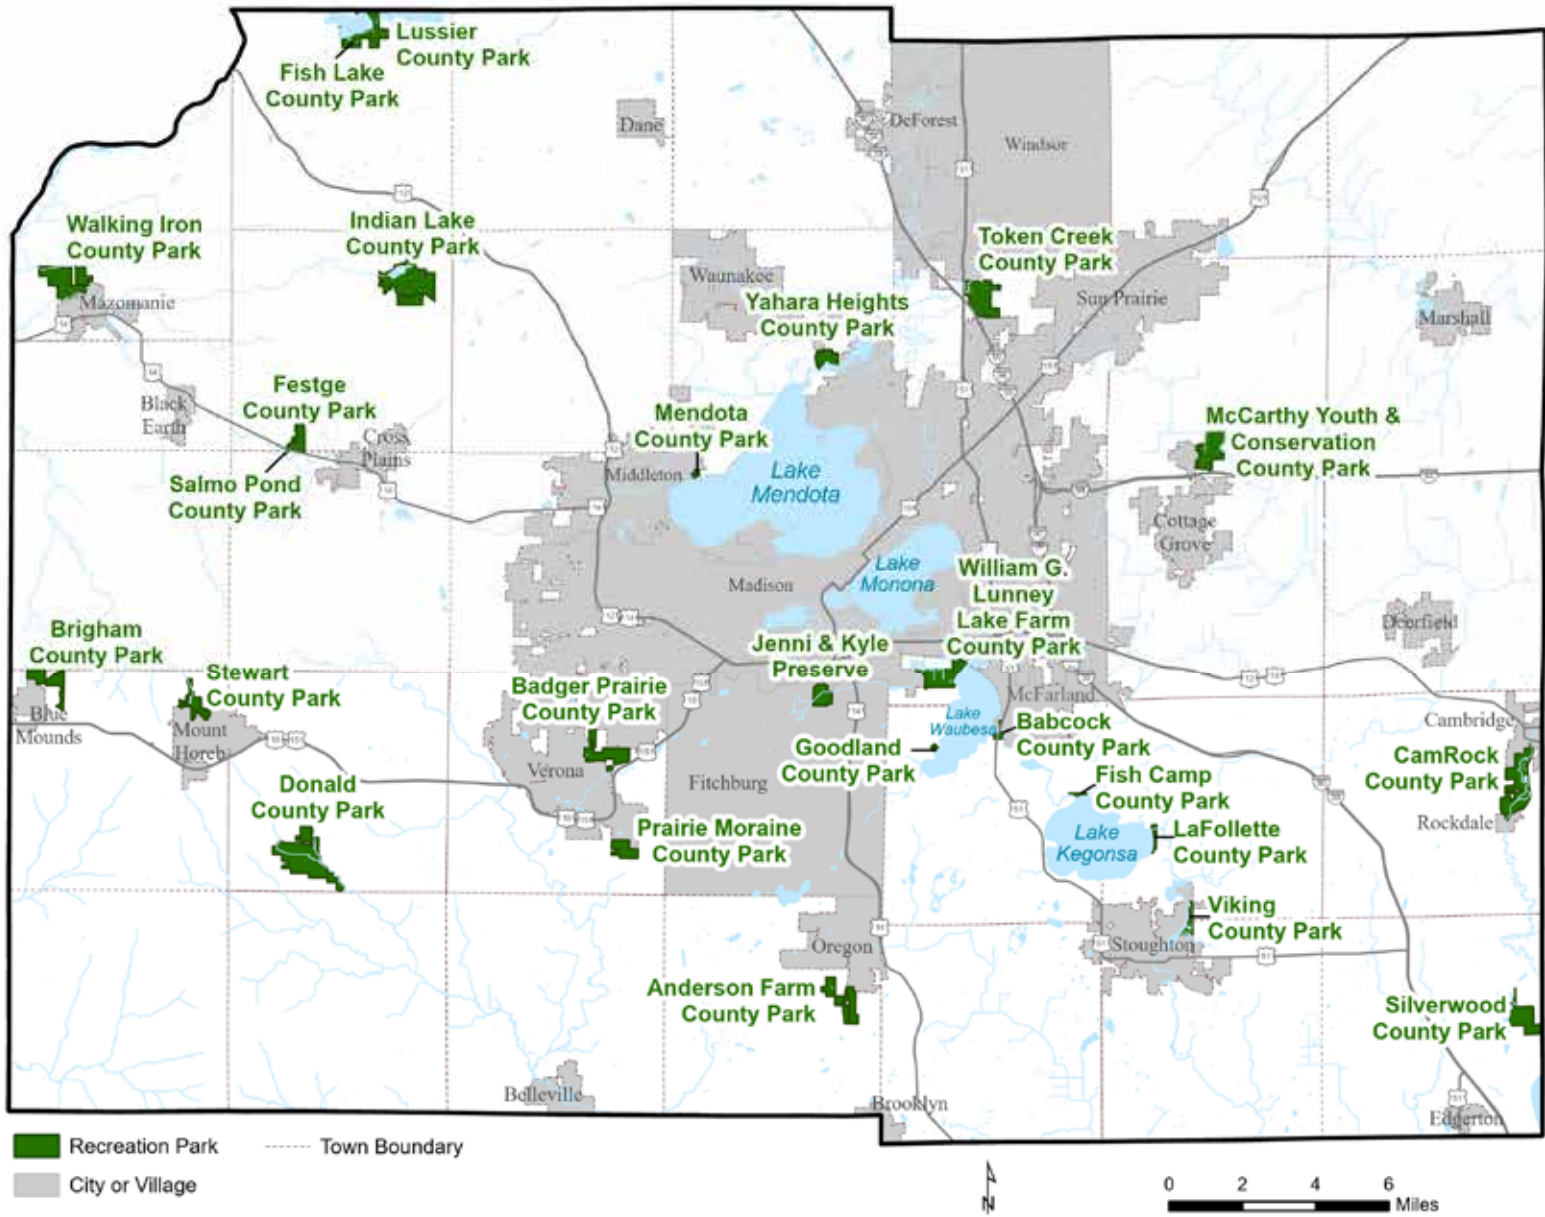 Lussier
County Park
Fish Lake
County Park
Dane
DeForest
Windsor
Walking Iron
County Park
Indian Lake
County Park
Token Creek
County Park
Mazomanie
Waunakee
Yahara Heights
County Park
Sun Prairie
Marshall
Festge
County Park
Black
Earth
Cross
Plains
Salmo Pond
County Park
Mendota
County Park
Middleton
Lake
Mendota
McCarthy Youth &
Conservation
County Park
Cottage
Grove
Lake
Monona
Madison
William G.
Lunney
Lake Farm
County Park
Deerfield
Brigham
County Park
Stewart
County Park
Blue
Mounds
Mount
Horeb
Badger Prairie
County Park
Jenni & Kyle
Preserve
McFarland
Lake
Waubesa
Babcock
County Park
Goodland
County Park
Cambridge
CamRock
County Park
Rockdale
Verona
Fitchburg
Fish Camp
County Park
Donald
County Park
Prairie Moraine
County Park
Lake
Kegonsa
LaFollette
County Park
Viking
County Park
Oregon
Stoughton
Anderson Farm
County Park
Silverwood
County Park
Belleville
Brooklyn
Edgerton
Recreation Park
Town Boundary
City or Village
N
0 2 4 6
Miles